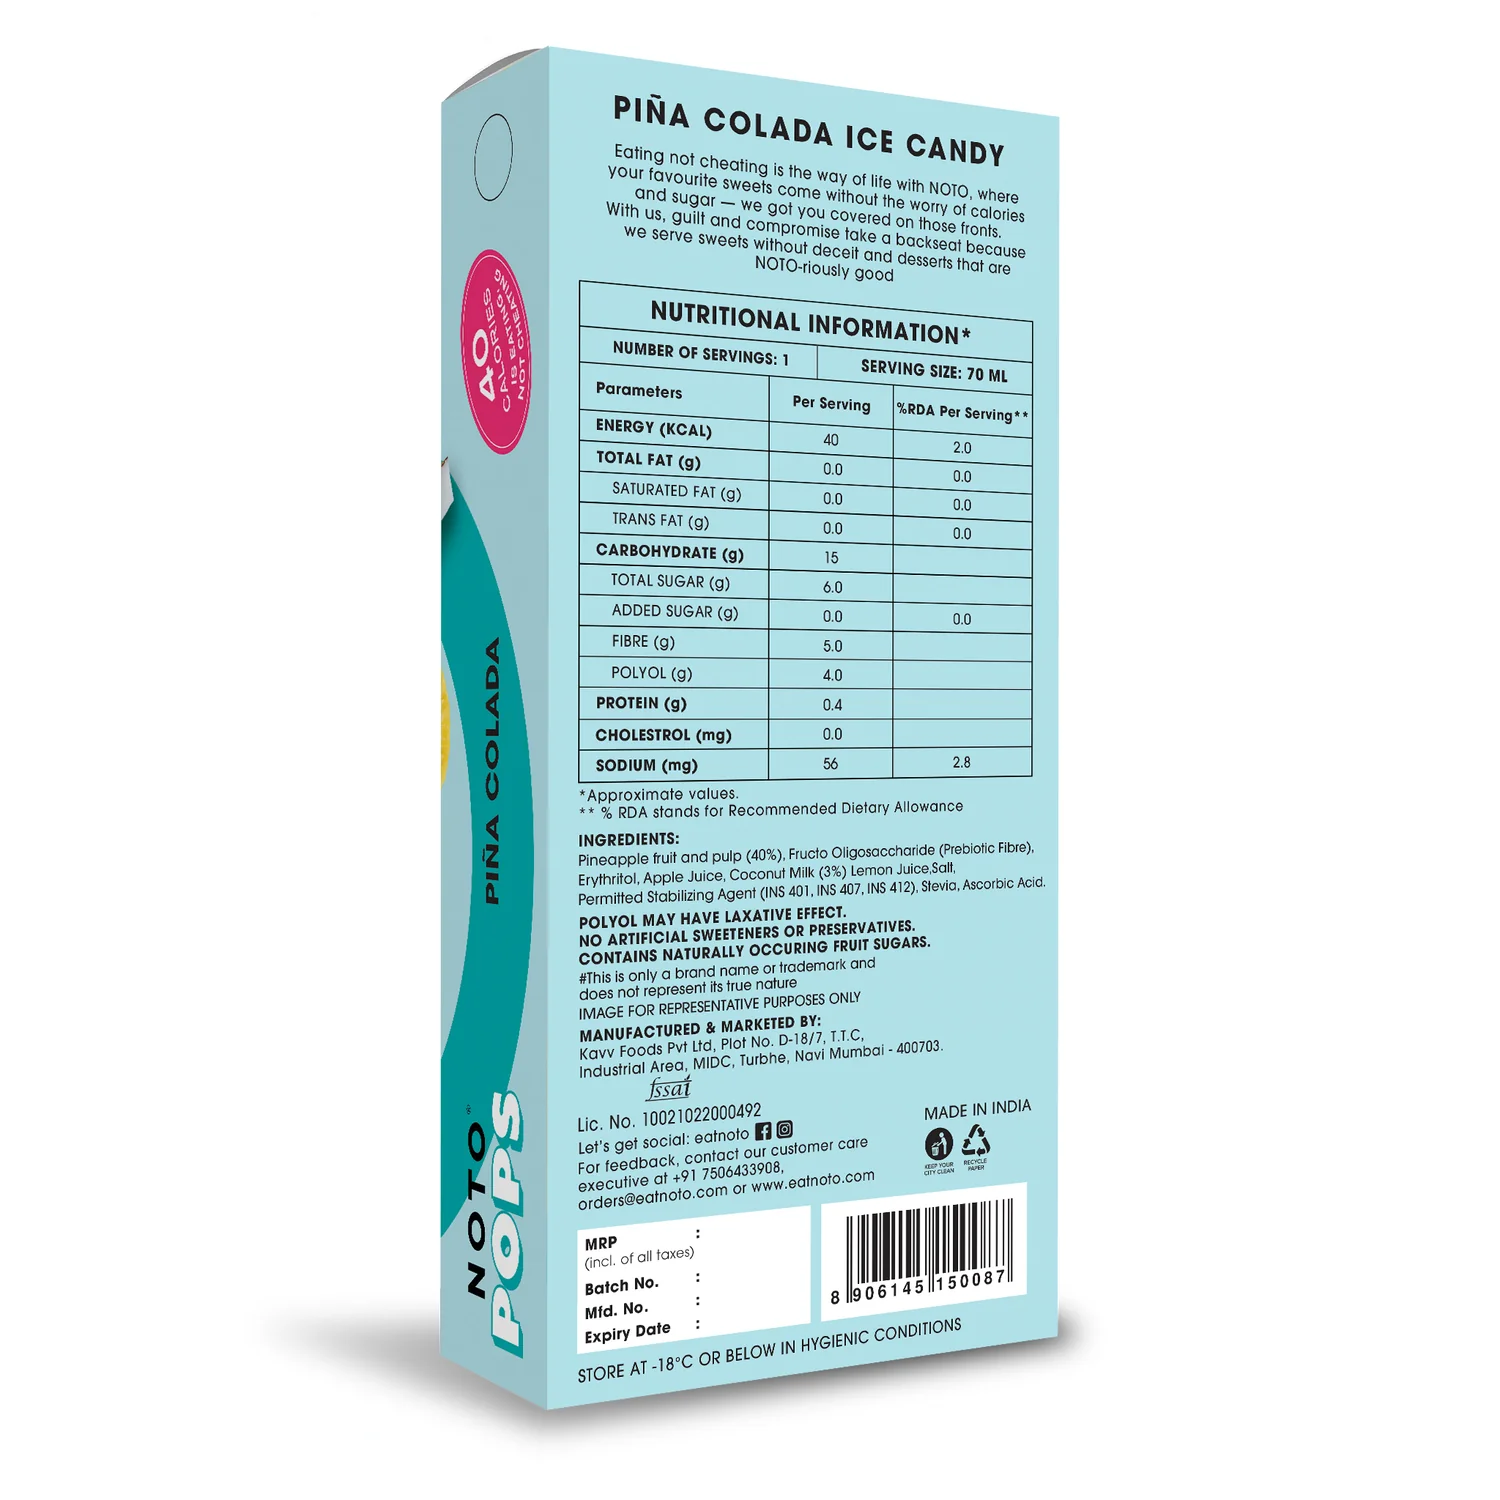 PIÑA COLADA ICE CANDY
Eating not cheating is the way of life with NOTO, where
your favourite sweets come without the worry of calories
and sugar — we got you covered on those fronts.
With us, guilt and compromise take a backseat because
we serve sweets without deceit and desserts that are
NOTO-riously good
NUTRITIONAL INFORMATION*
NUMBER OF SERVINGS: 1 SERVING SIZE: 70 ML
Parameters Per Serving %RDA Per Serving**
ENERGY (KCAL) 40 2.0
TOTAL FAT (g) 0.0 0.0
SATURATED FAT (g) 0.0 0.0
TRANS FAT (g) 0.0 0.0
CARBOHYDRATE (g) 15
TOTAL SUGAR (g) 6.0
ADDED SUGAR (g) 0.0 0.0
FIBRE (g) 5.0
POLYOL (g) 4.0
PROTEIN (g) 0.4
CHOLESTROL (mg) 0.0
SODIUM (mg) 56 2.8
*Approximate values.
** % RDA stands for Recommended Dietary Allowance
INGREDIENTS:
Pineapple fruit and pulp (40%), Fructo Oligosaccharide (Prebiotic Fibre),
Erythritol, Apple Juice, Coconut Milk (3%) Lemon Juice,Salt,
Permitted Stabilizing Agent (INS 401, INS 407, INS 412), Stevia, Ascorbic Acid.
POLYOL MAY HAVE LAXATIVE EFFECT.
NO ARTIFICIAL SWEETENERS OR PRESERVATIVES.
CONTAINS NATURALLY OCCURING FRUIT SUGARS.
#This is only a brand name or trademark and
does not represent its true nature
IMAGE FOR REPRESENTATIVE PURPOSES ONLY
MANUFACTURED & MARKETED BY:
Kavv Foods Pvt Ltd, Plot No. D-18/7, T.T.C,
Industrial Area, MIDC, Turbhe, Navi Mumbai - 400703.
fssai
Lic. No. 10021022000492
Let's get social: eatnoto
For feedback, contact our customer care
executive at +91 7506433908,
orders@eatnoto.com or www.eatnoto.com
MADE IN INDIA
KEEP YOUR
CITY CLEAN
RECYCLE
PAPER
MRP :
(incl. of all taxes)
Batch No. :
Mfd. No. :
Expiry Date :
8 906145 150087
STORE AT -18°C OR BELOW IN HYGIENIC CONDITIONS
40
CALORIES
IS EATING,
NOT CHEATING
PIÑA COLADA
NOTO®
POPS